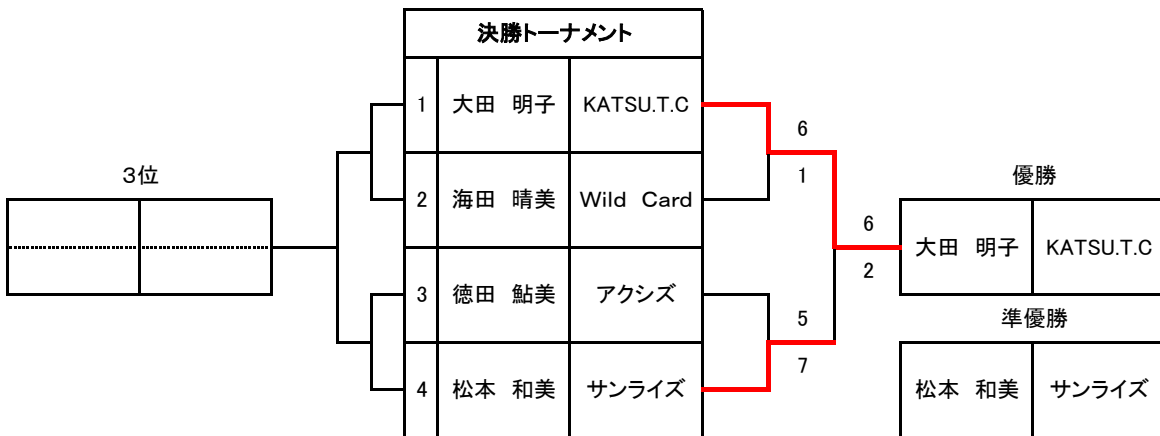 決勝トーナメント
1 大田 明子 KATSU.T.C
6
1
2 海田 晴美 Wild Card
3 徳田 鮎美 アクシズ
5
7
4 松本 和美 サンライズ
6
2
3位
優勝
大田 明子 KATSU.T.C
準優勝
松本 和美 サンライズ